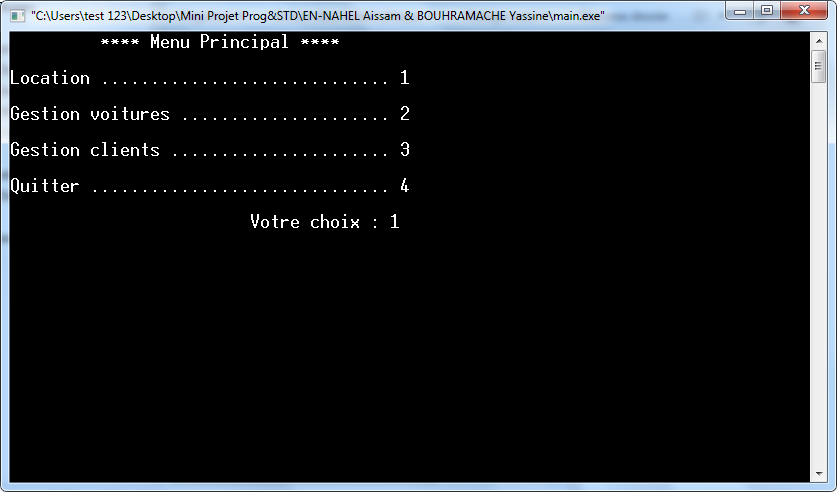 "C:\Users\test 123\Desktop\Mini Projet Prog&STD\EN-NAHEL Aissam & BOUHRAMACHE Yassine\main.exe"
**** Menu Principal ****
Location ............................. 1
Gestion voitures ..................... 2
Gestion clients ...................... 3
Quitter .............................. 4
Votre choix : 1